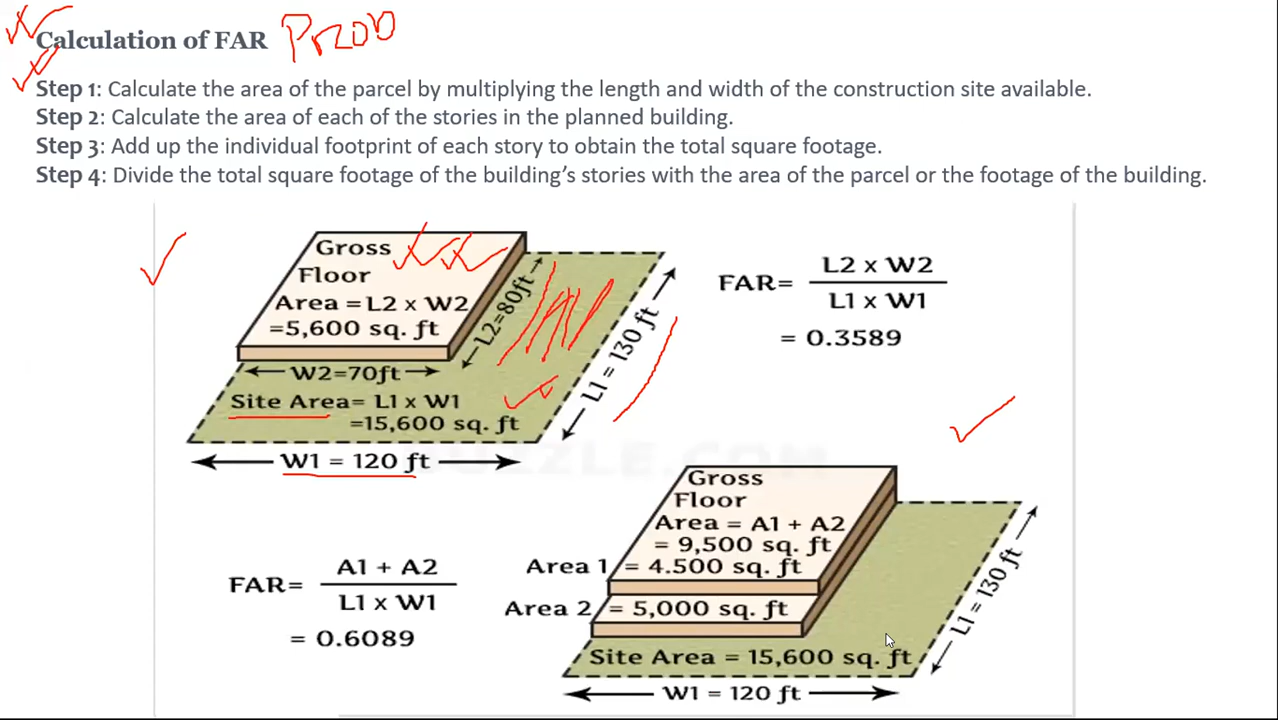 Calculation of FAR
Step 1: Calculate the area of the parcel by multiplying the length and width of the construction site available.
Step 2: Calculate the area of each of the stories in the planned building.
Step 3: Add up the individual footprint of each story to obtain the total square footage.
Step 4: Divide the total square footage of the building's stories with the area of the parcel or the footage of the building.
Gross
Floor
Area = L2 x W2
=5,600 sq. ft
L2=80ft
W2=70ft
Site Area= L1 x W1
=15,600 sq. ft
L1 = 130 ft
W1 = 120 ft
FAR= L2 x W2
L1 x W1
= 0.3589
Gross
Floor
Area = A1 + A2
= 9,500 sq. ft
Area 1 = 4.500 sq. ft
Area 2 = 5,000 sq. ft
Site Area = 15,600 sq. ft
L1 = 130 ft
W1 = 120 ft
FAR= A1 + A2
L1 x W1
= 0.6089